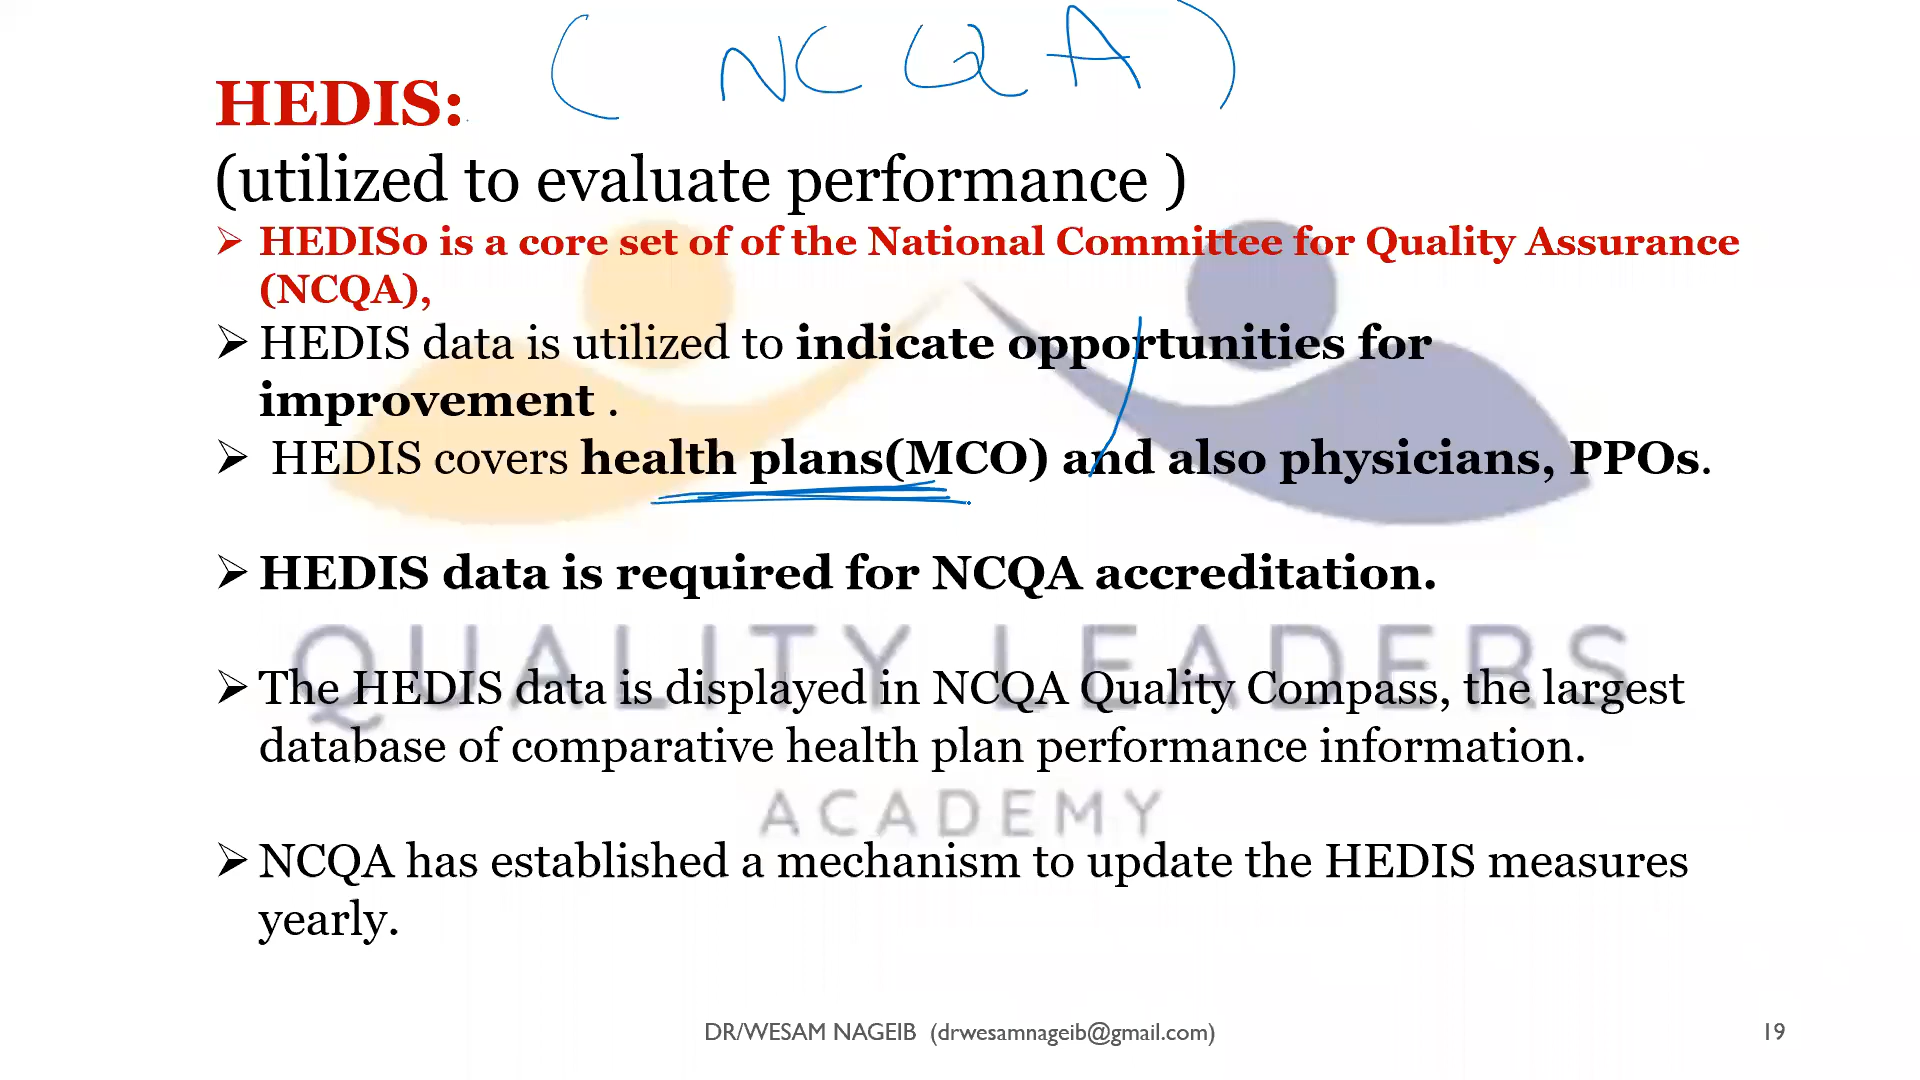 ( NCQA )
HEDIS:
(utilized to evaluate performance )
➢ HEDIS0 is a core set of of the National Committee for Quality Assurance
(NCQA),
➢ HEDIS data is utilized to indicate opportunities for
improvement .
➢ HEDIS covers health plans(MCO) and also physicians, PPOs.
➢ HEDIS data is required for NCQA accreditation.
QUALITY LEADERS
➢ The HEDIS data is displayed in NCQA Quality Compass, the largest
database of comparative health plan performance information.
ACADEMY
➢ NCQA has established a mechanism to update the HEDIS measures
yearly.
DR/WESAM NAGEIB (drwesamnageib@gmail.com)
19